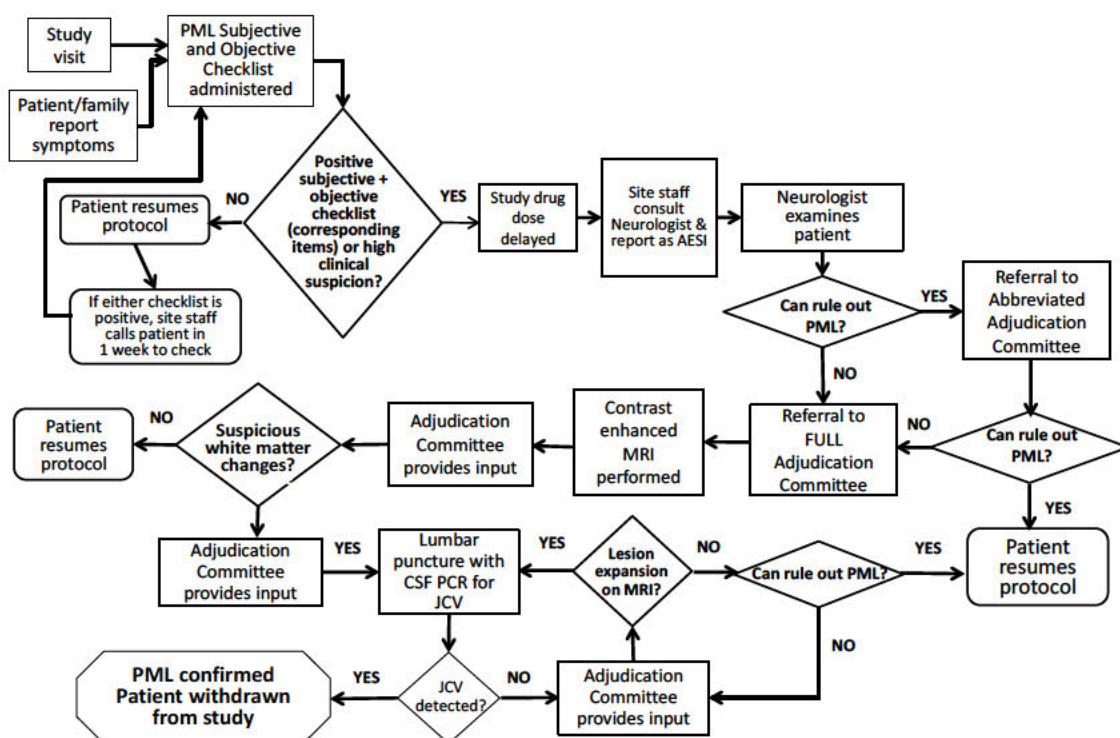 Study
visit
PML Subjective
and Objective
Checklist
administered
Patient/family
report
symptoms
Positive
subjective +
objective
checklist
(corresponding
items) or high
clinical
suspicion?
NO
YES
Patient resumes
protocol
If either checklist is
positive, site staff
calls patient in
1 week to check
Study drug
dose
delayed
Site staff
consult
Neurologist &
report as AESI
Neurologist
examines
patient
Can rule out
PML?
YES
NO
Referral to
Abbreviated
Adjudication
Committee
Can rule out
PML?
NO
YES
Referral to
FULL
Adjudication
Committee
Contrast
enhanced
MRI
performed
Adjudication
Committee
provides input
Suspicious
white matter
changes?
NO
Patient
resumes
protocol
Adjudication
Committee
provides input
YES
Lumbar
puncture with
CSF PCR for
JCV
YES
Lesion
expansion
on MRI?
NO
Can rule out PML?
YES
NO
Patient
resumes
protocol
JCV
detected?
YES
NO
PML confirmed
Patient withdrawn
from study
Adjudication
Committee
provides input